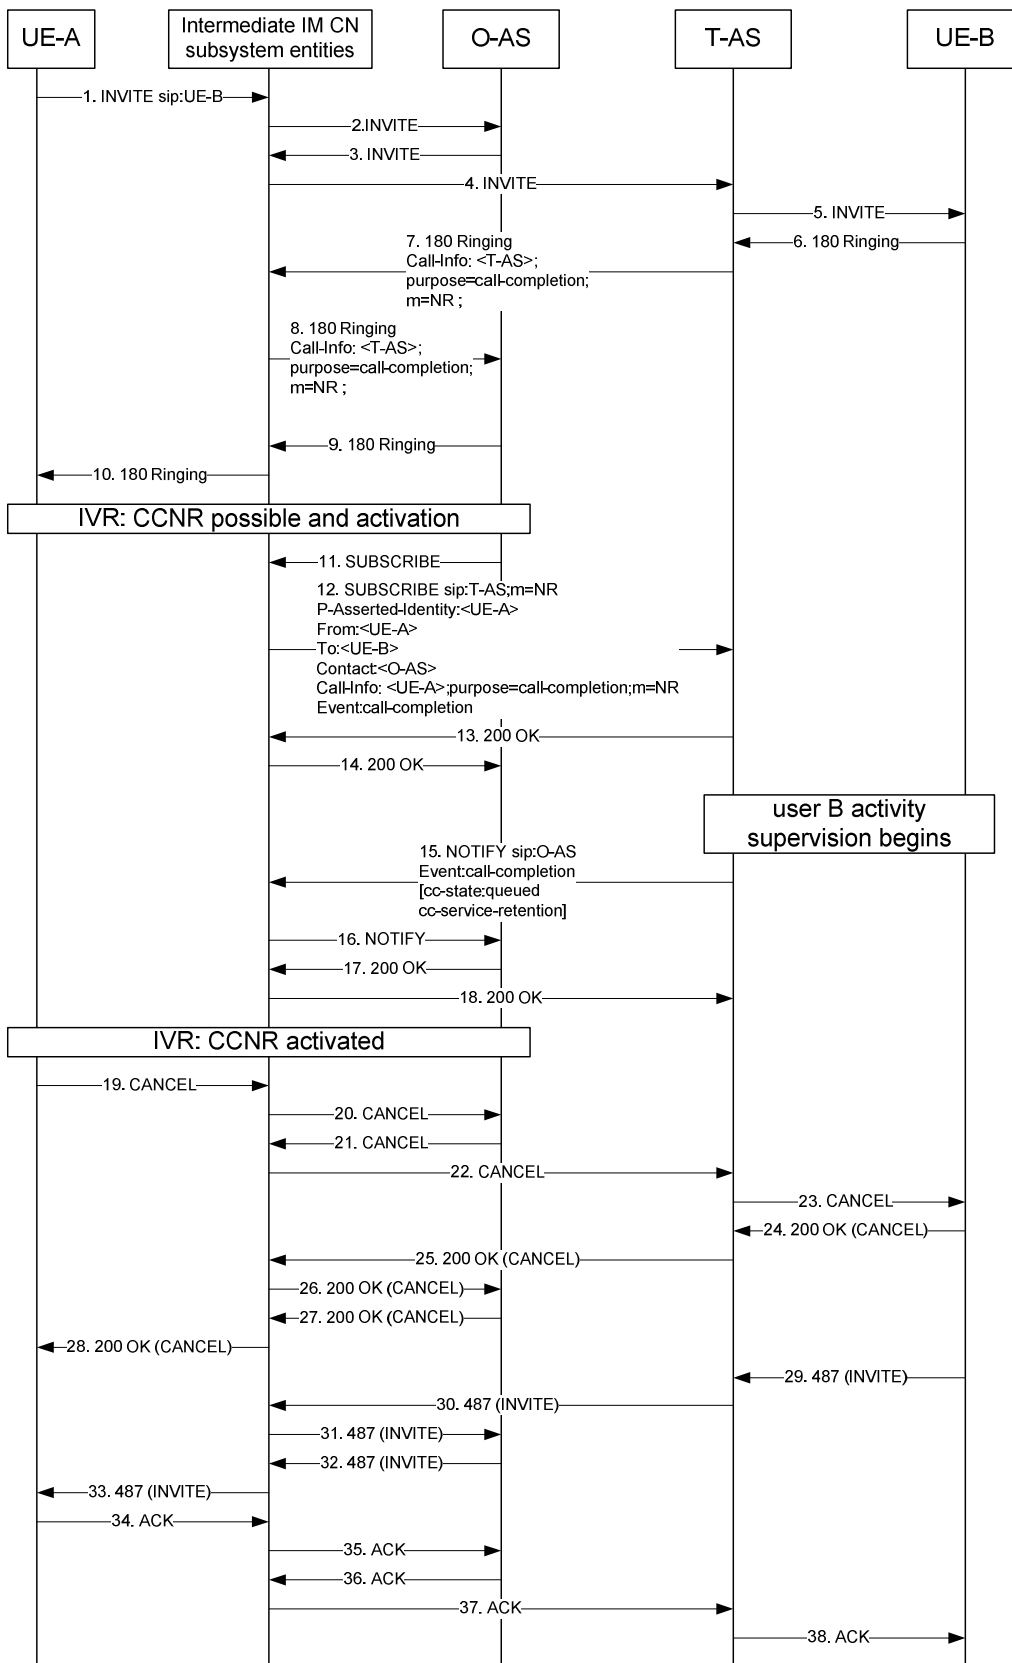 UE-A
Intermediate IM CN
subsystem entities
O-AS
T-AS
UE-B
1. INVITE sip:UE-B
2.INVITE
3. INVITE
4. INVITE
5. INVITE
6. 180 Ringing
7. 180 Ringing
Call-Info: <T-AS>;
purpose=call-completion;
m=NR ;
8. 180 Ringing
Call-Info: <T-AS>;
purpose=call-completion;
m=NR ;
9. 180 Ringing
10. 180 Ringing
IVR: CCNR possible and activation
11. SUBSCRIBE
12. SUBSCRIBE sip:T-AS;m=NR
P-Asserted-Identity:<UE-A>
From:<UE-A>
To:<UE-B>
Contact:<O-AS>
Call-Info: <UE-A>;purpose=call-completion;m=NR
Event:call-completion
13. 200 OK
14. 200 OK
user B activity
supervision begins
15. NOTIFY sip:O-AS
Event:call-completion
[cc-state:queued
cc-service-retention]
16. NOTIFY
17. 200 OK
18. 200 OK
IVR: CCNR activated
19. CANCEL
20. CANCEL
21. CANCEL
22. CANCEL
23. CANCEL
24. 200 OK (CANCEL)
25. 200 OK (CANCEL)
26. 200 OK (CANCEL)
27. 200 OK (CANCEL)
28. 200 OK (CANCEL)
29. 487 (INVITE)
30. 487 (INVITE)
31. 487 (INVITE)
32. 487 (INVITE)
33. 487 (INVITE)
34. ACK
35. ACK
36. ACK
37. ACK
38. ACK